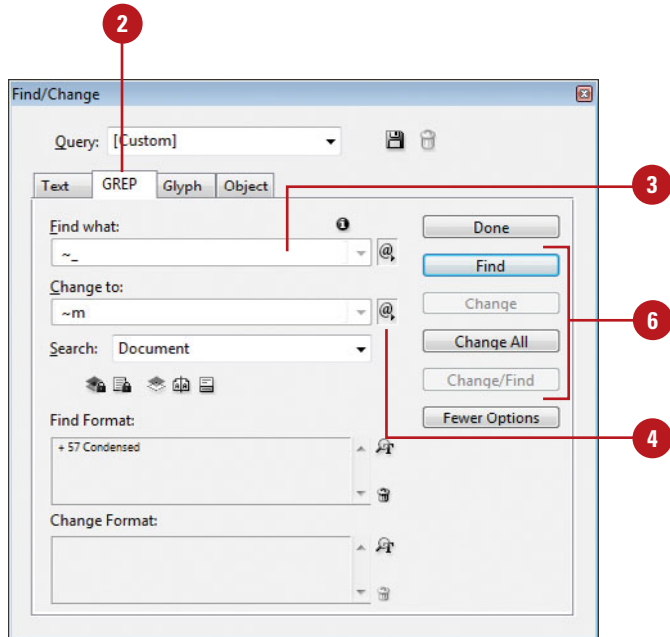 2
Find/Change
Query: [Custom]
Text GREP Glyph Object
3
Find what:
Done
~_
@
Find
Change to:
Change
~m
@
6
Search: Document
Change All
Change/Find
Find Format:
Fewer Options
4
+ 57 Condensed
Change Format: